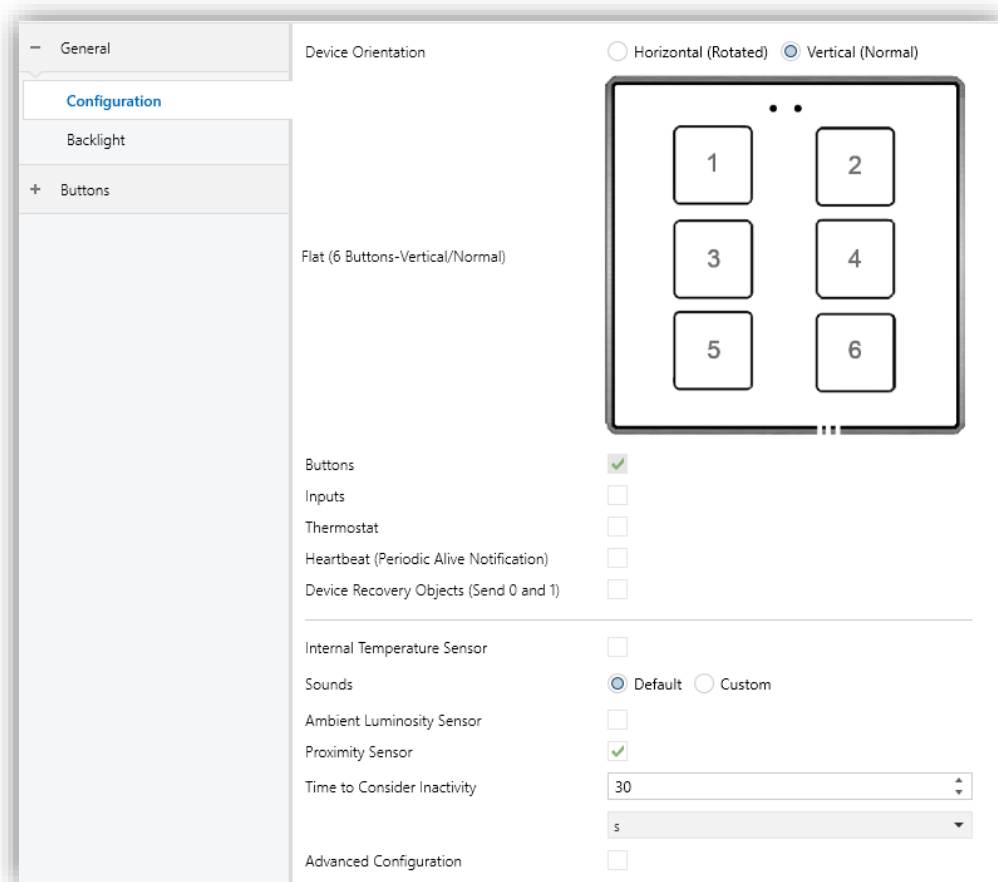 General
Configuration
Backlight
Buttons
Device Orientation
Horizontal (Rotated) Vertical (Normal)
Flat (6 Buttons-Vertical/Normal)
1 2
3 4
5 6
Buttons
Inputs
Thermostat
Heartbeat (Periodic Alive Notification)
Device Recovery Objects (Send 0 and 1)
Internal Temperature Sensor
Sounds Default Custom
Ambient Luminosity Sensor
Proximity Sensor
Time to Consider Inactivity 30
s
Advanced Configuration